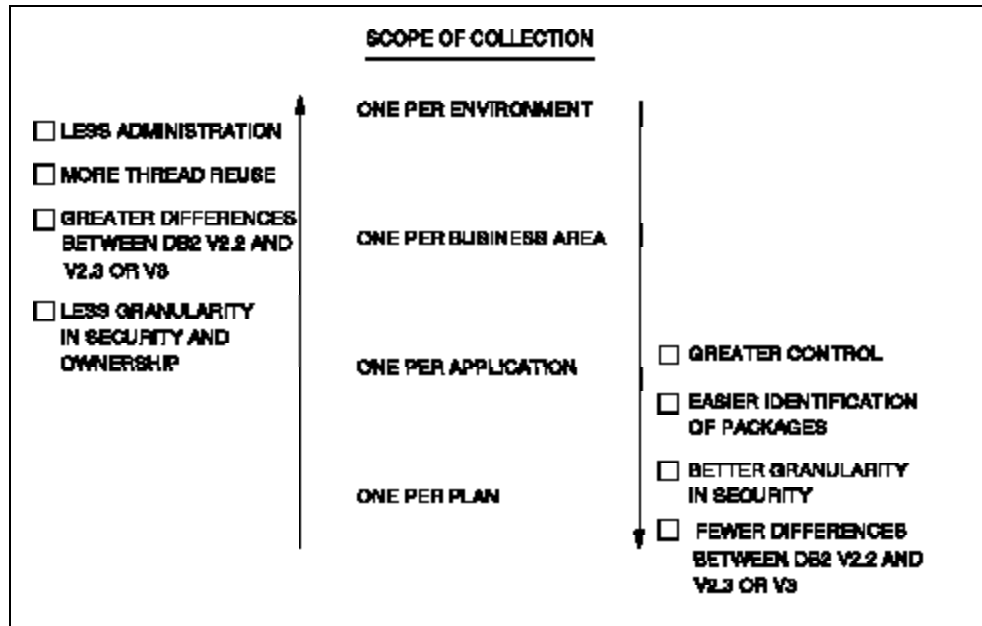 SCOPE OF COLLECTION
ONE PER ENVIRONMENT
ONE PER BUSINESS AREA
ONE PER APPLICATION
ONE PER PLAN
LESS ADMINISTRATION
MORE THREAD REUSE
GREATER DIFFERENCES
BETWEEN DB2 V2.2 AND
V2.3 OR V3
LESS GRANULARITY
IN SECURITY AND
OWNERSHIP
GREATER CONTROL
EASIER IDENTIFICATION
OF PACKAGES
BETTER GRANULARITY
IN SECURITY
FEWER DIFFERENCES
BETWEEN DB2 V2.2 AND
V2.3 OR V3